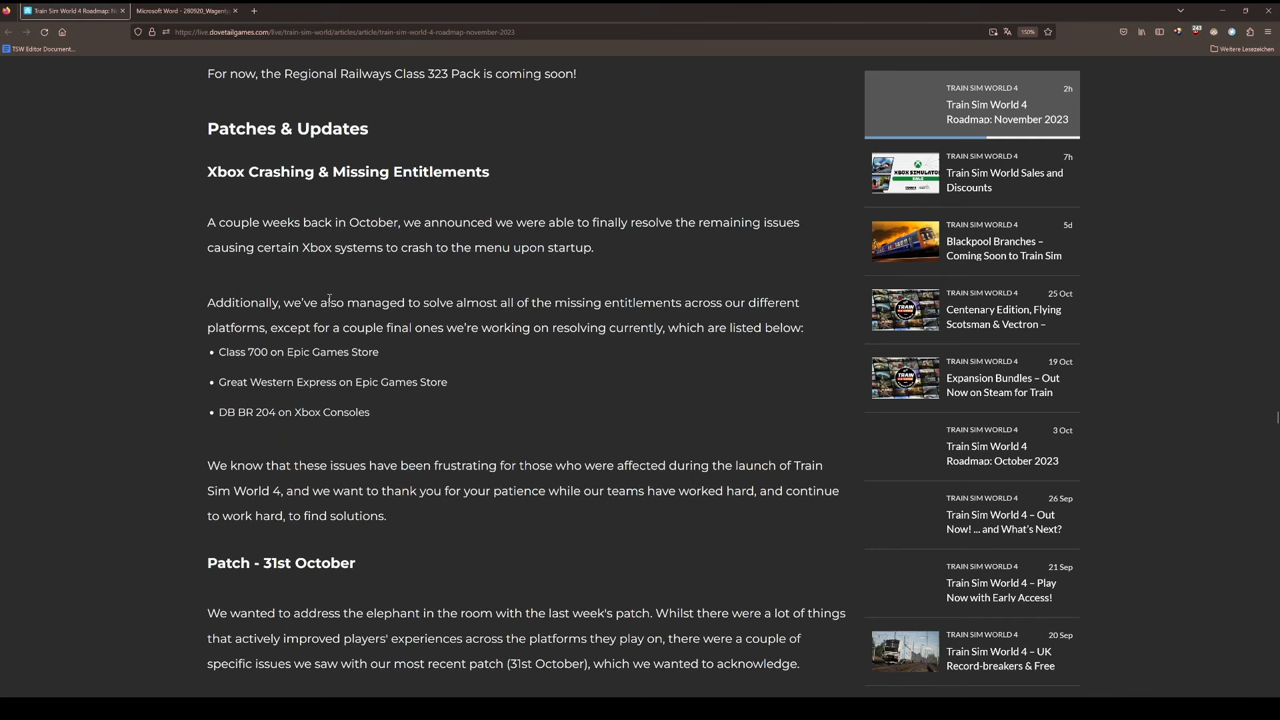 Train Sim World 4 Roadmap: N
Microsoft Word - 280920_Wagent
https://live.dovetailgames.com/live/train-sim-world/articles/article/train-sim-world-4-roadmap-november-2023
150%
243
TSW Editor Document...
Weitere Lesezeichen
For now, the Regional Railways Class 323 Pack is coming soon!
Patches & Updates
Xbox Crashing & Missing Entitlements
A couple weeks back in October, we announced we were able to finally resolve the remaining issues
causing certain Xbox systems to crash to the menu upon startup.
Additionally, we've also managed to solve almost all of the missing entitlements across our different
platforms, except for a couple final ones we're working on resolving currently, which are listed below:
• Class 700 on Epic Games Store
• Great Western Express on Epic Games Store
• DB BR 204 on Xbox Consoles
We know that these issues have been frustrating for those who were affected during the launch of Train
Sim World 4, and we want to thank you for your patience while our teams have worked hard, and continue
to work hard, to find solutions.
Patch - 31st October
We wanted to address the elephant in the room with the last week's patch. Whilst there were a lot of things
that actively improved players' experiences across the platforms they play on, there were a couple of
specific issues we saw with our most recent patch (31st October), which we wanted to acknowledge.
TRAIN SIM WORLD 4 2h
Train Sim World 4
Roadmap: November 2023
TRAIN SIM WORLD 4 7h
Train Sim World Sales and
Discounts
TRAIN SIM WORLD 4 5d
Blackpool Branches –
Coming Soon to Train Sim
TRAIN SIM WORLD 4 25 Oct
Centenary Edition, Flying
Scotsman & Vectron –
TRAIN SIM WORLD 4 19 Oct
Expansion Bundles – Out
Now on Steam for Train
TRAIN SIM WORLD 4 3 Oct
Train Sim World 4
Roadmap: October 2023
TRAIN SIM WORLD 4 26 Sep
Train Sim World 4 – Out
Now! ... and What's Next?
TRAIN SIM WORLD 4 21 Sep
Train Sim World 4 – Play
Now with Early Access!
TRAIN SIM WORLD 4 20 Sep
Train Sim World 4 – UK
Record-breakers & Free